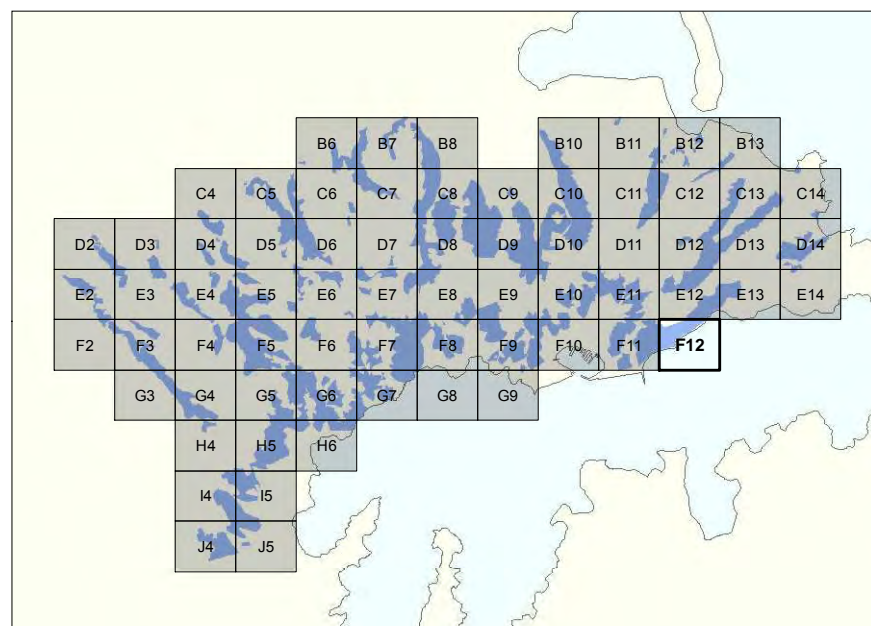 B6 B7 B8 B10 B11 B12 B13
C4 C5 C6 C7 C8 C9 C10 C11 C12 C13 C14
D2 D3 D4 D5 D6 D7 D8 D9 D10 D11 D12 D13 D14
E2 E3 E4 E5 E6 E7 E8 E9 E10 E11 E12 E13 E14
F2 F3 F4 F5 F6 F7 F8 F9 F10 F11 F12
G3 G4 G5 G6 G7 G8 G9
H4 H5 H6
I4 I5
J4 J5